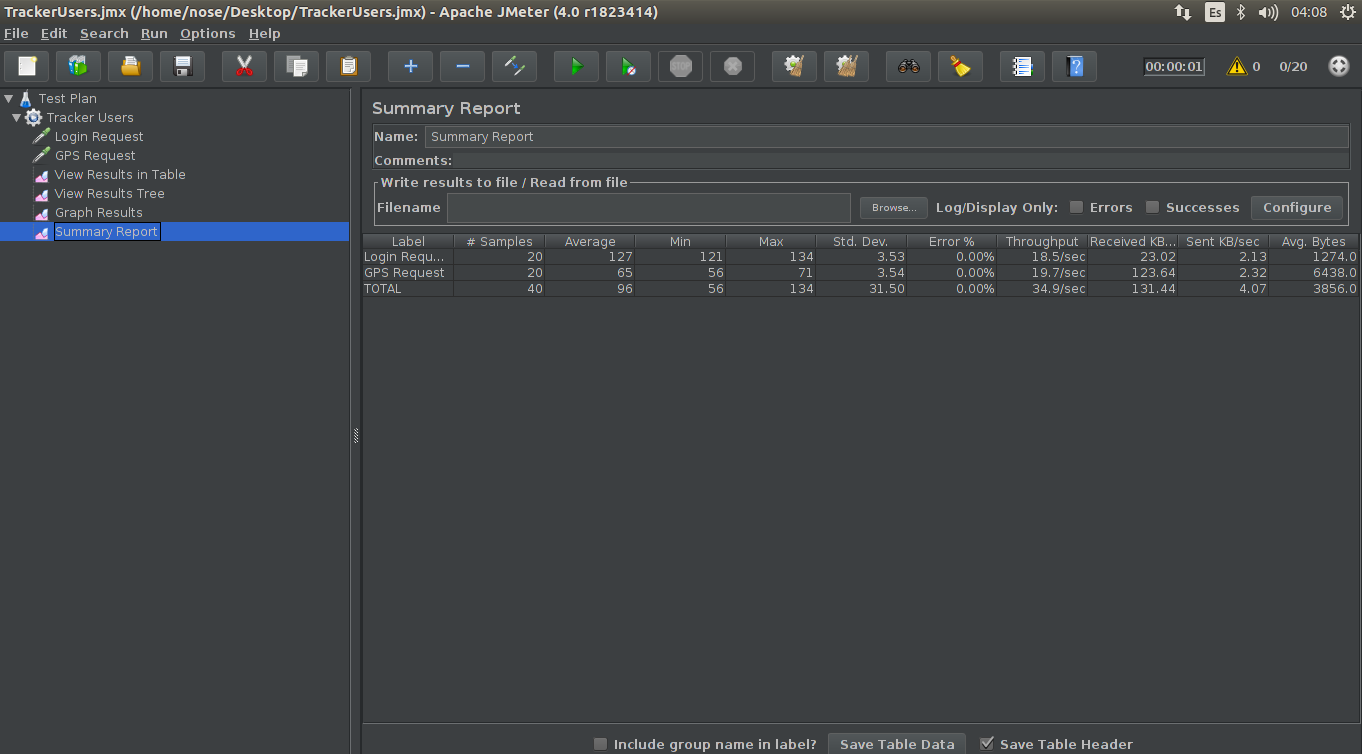 TrackerUsers.jmx (/home/nose/Desktop/TrackerUsers.jmx) - Apache JMeter (4.0 r1823414) Es 04:08
File Edit Search Run Options Help
STOP 00:00:01 0 0/20
Test Plan
Tracker Users
Login Request
GPS Request
View Results in Table
View Results Tree
Graph Results
Summary Report
Summary Report
Name: Summary Report
Comments:
Write results to file / Read from file
Filename Browse... Log/Display Only: Errors Successes Configure
Label # Samples Average Min Max Std. Dev. Error % Throughput Received KB... Sent KB/sec Avg. Bytes
Login Requ... 20 127 121 134 3.53 0.00% 18.5/sec 23.02 2.13 1274.0
GPS Request 20 65 56 71 3.54 0.00% 19.7/sec 123.64 2.32 6438.0
TOTAL 40 96 56 134 31.50 0.00% 34.9/sec 131.44 4.07 3856.0
Include group name in label? Save Table Data Save Table Header